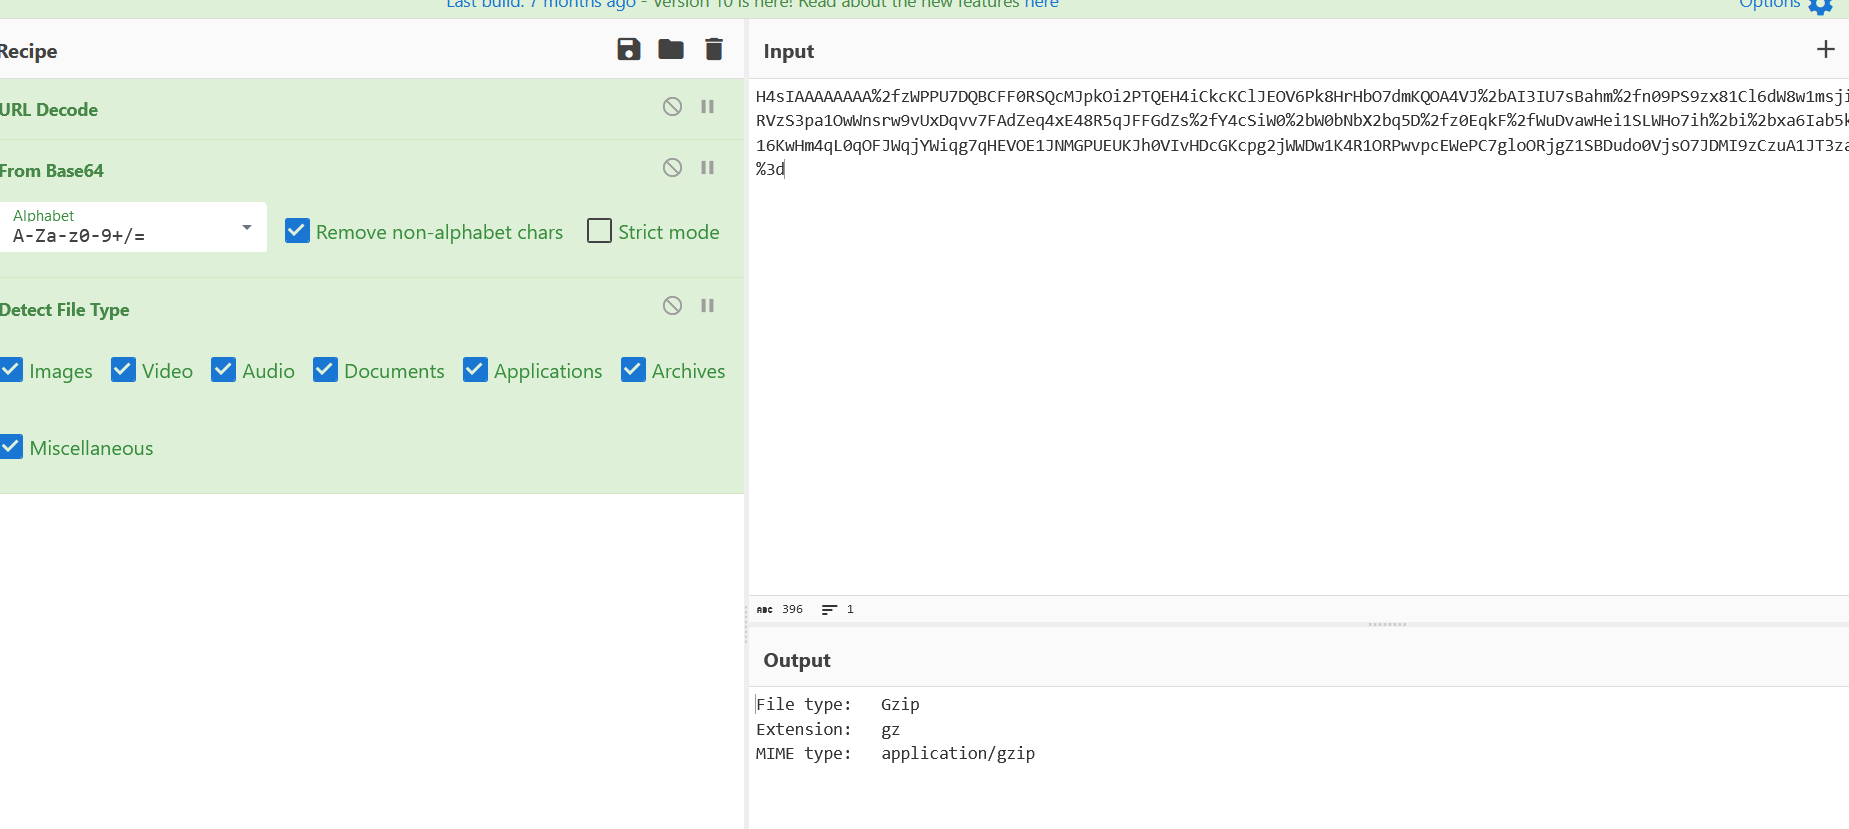 Last build: 7 months ago - Version 10 is here! Read about the new features here
Options
Recipe
URL Decode
From Base64
Alphabet
A-Za-z0-9+/=
Remove non-alphabet chars
Strict mode
Detect File Type
Images
Video
Audio
Documents
Applications
Archives
Miscellaneous
Input
H4sIAAAAAAAA%2fzWPPU7DQBCFF0RSQcMJpkOi2PTQEH4iCkcKClJEOV6Pk8HrHbO7dmKQOA4VJ%2bAI3IU7sBahm%2fn09PS9zx81Cl6dW8w1msji
RVzS3pa1OwWnsrw9vUxDqvv7FAdZeq4xE48R5qJFFGdZs%2fY4cSiW0%2bW0bNbX2bq5D%2fz0EqkF%2fWuDvawHei1SLWHo7ih%2bi%2bxa6Iab5k
16KwHm4qL0qOFJWqjYWiqg7qHEVOE1JNMGPUEUKJh0VIvHDcGKcpg2jWWDw1K4R1ORPwvpcEWePC7gloORjgZ1SBDudo0VjsO7JDMI9zCzuA1JT3za
%3d
ABC 396
1
Output
File type: Gzip
Extension: gz
MIME type: application/gzip